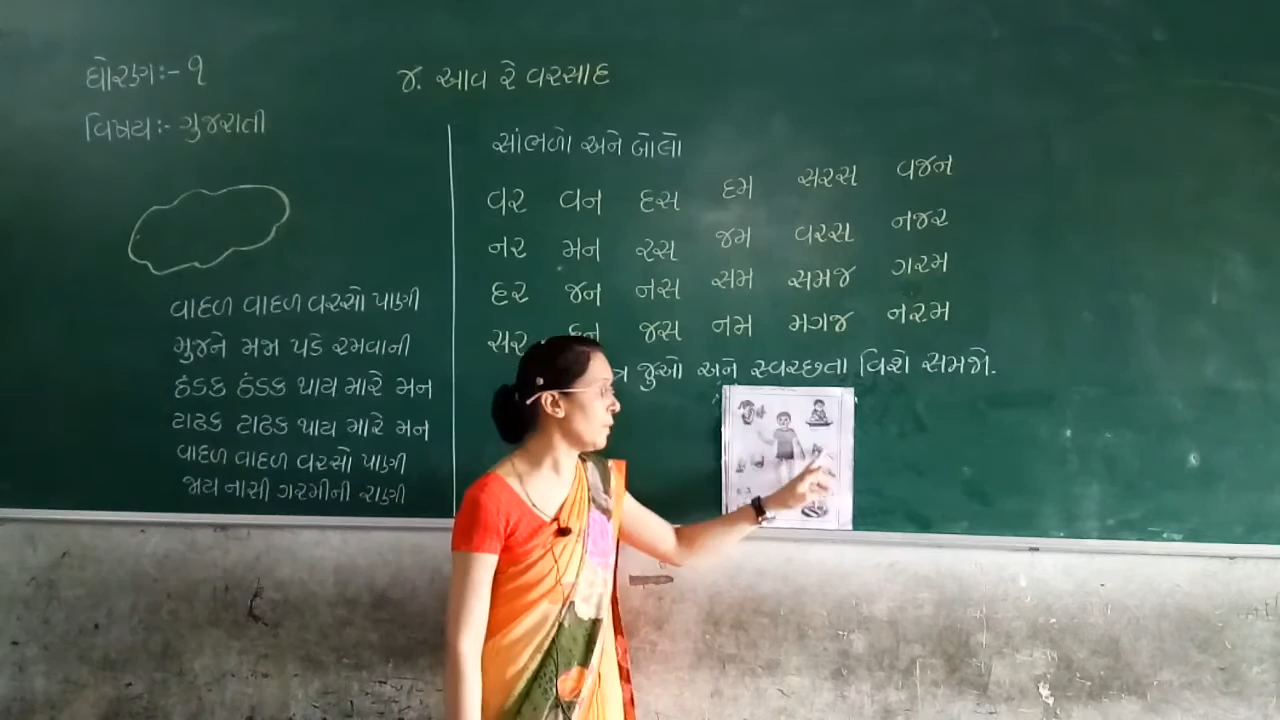 ધોરણઃ- ૧
વિષયઃ- ગુજરાતી
૪. આવ રે વરસાદ
વાદળ વાદળ વરસો પાણી
મુજને મજા પડે રમવાની
ઠંડક ઠંડક થાય મારે મન
ટાઢક ટાઢક થાય મારે મન
વાદળ વાદળ વરસો પાણી
જાય નાસી ગરમીની રાણી
સાંભળો અને બોલો
વર વન હસ હમ સરસ વજન
નર મન રસ જમ વરસ નજર
હર જન નસ સમ સમજ ગરમ
સર જસ નમ મગજ નરમ
જુઓ અને સ્વચ્છતા વિશે સમજો.